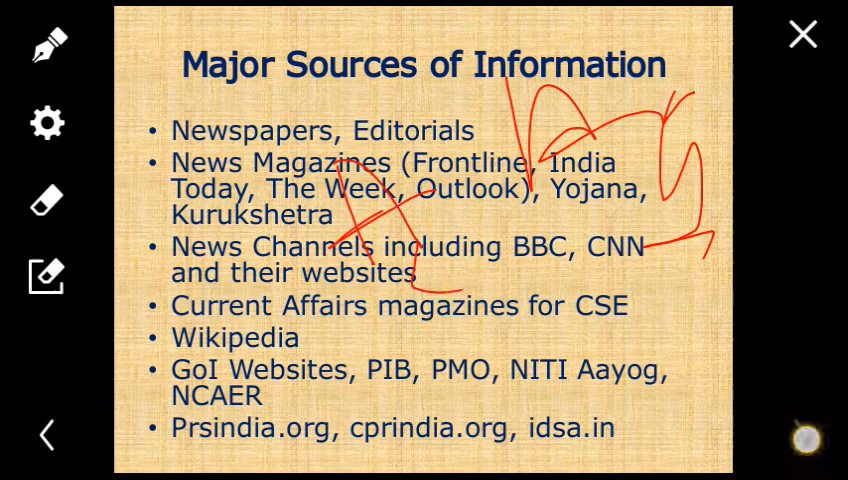 Major Sources of Information
• Newspapers, Editorials
• News Magazines (Frontline, India
Today, The Week, Outlook), Yojana,
Kurukshetra
• News Channels including BBC, CNN
and their websites
• Current Affairs magazines for CSE
• Wikipedia
• GoI Websites, PIB, PMO, NITI Aayog,
NCAER
• Prsindia.org, cprindia.org, idsa.in